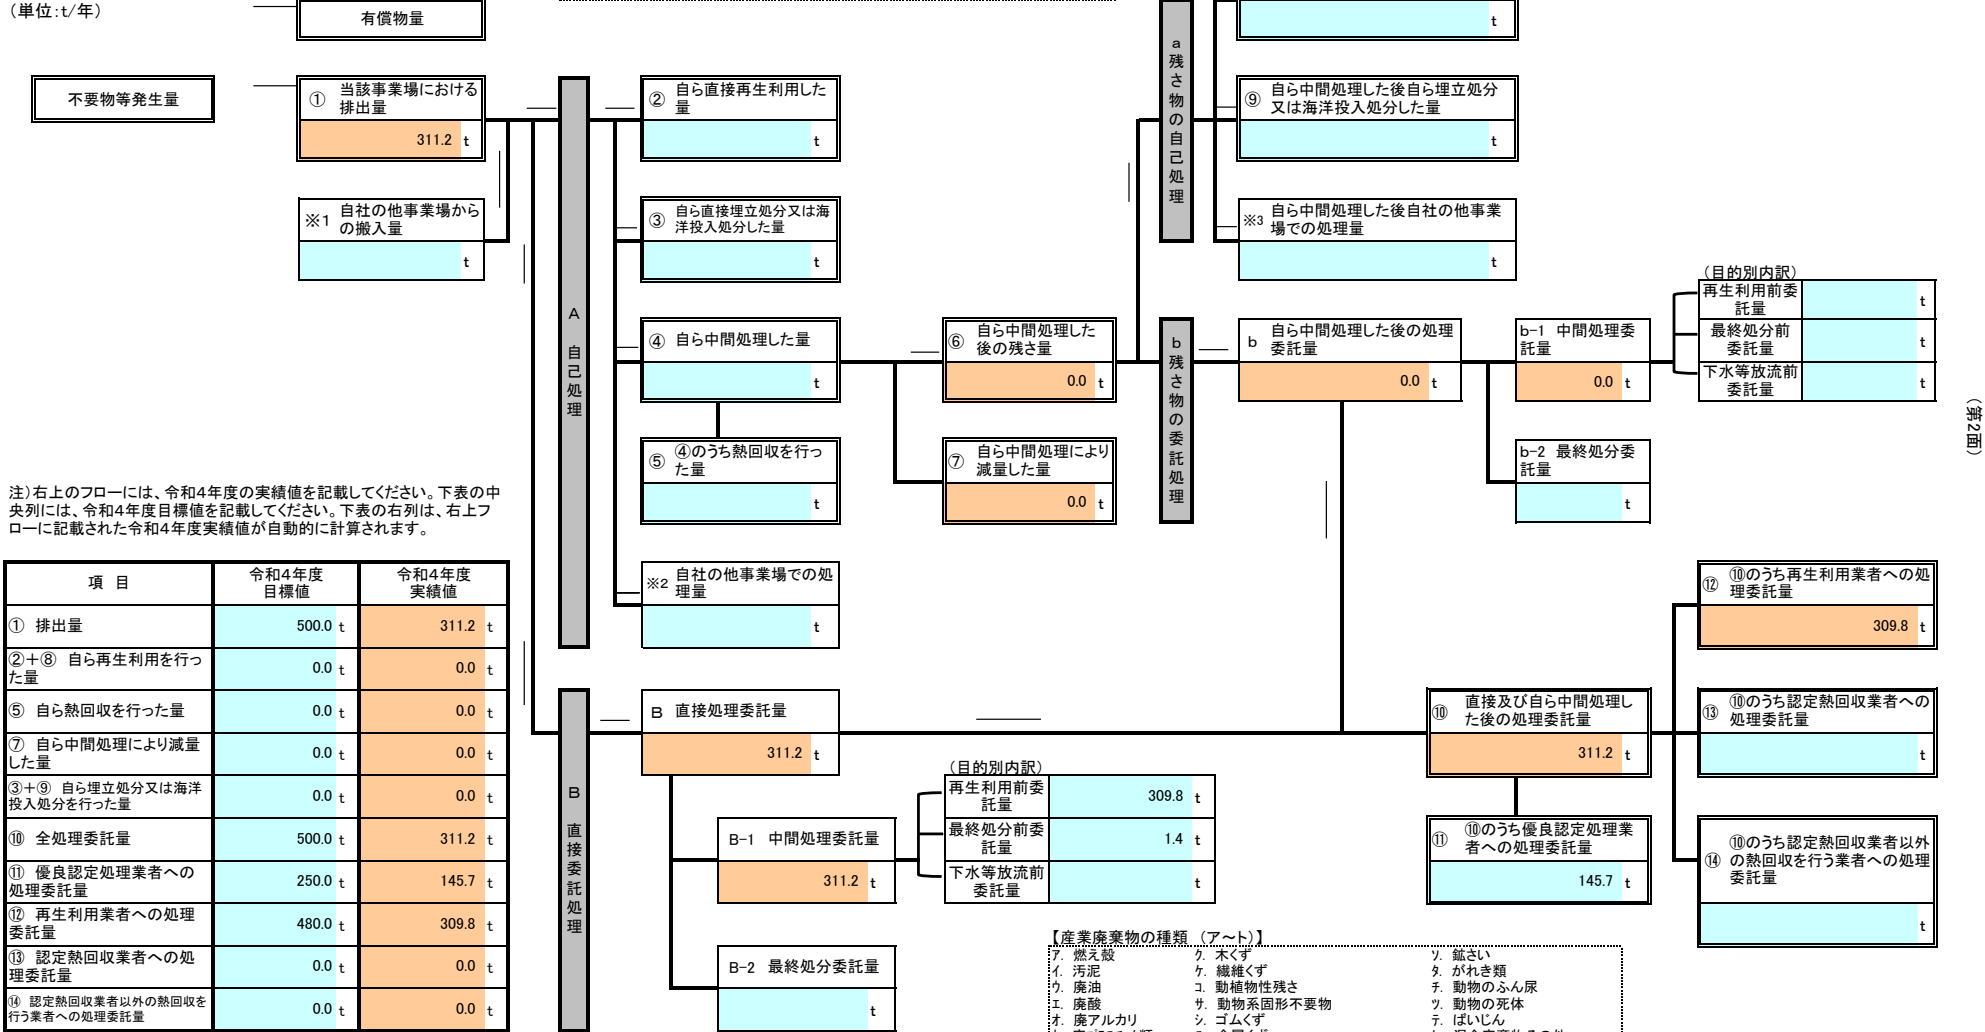 （単位:t/年）
有償物量
t
不要物等発生量
① 当該事業場における
排出量
311.2 t
※1 自社の他事業場から
の搬入量
t
A 自己処理
② 自ら直接再生利用した
量
t
③ 自ら直接埋立処分又は海
洋投入処分した量
t
④ 自ら中間処理した量
t
⑤ ④のうち熱回収を行っ
た量
t
※2 自社の他事業場での処
理量
t
⑥ 自ら中間処理した
後の残さ量
0.0 t
⑦ 自ら中間処理により
減量した量
0.0 t
a 残さ物の自己処理
⑨ 自ら中間処理した後自ら埋立処分
又は海洋投入処分した量
t
※3 自ら中間処理した後自社の他事業
場での処理量
t
b 残さ物の委託処理
b 自ら中間処理した後の処理
委託量
0.0 t
b-1 中間処理委
託量
0.0 t
b-2 最終処分委
託量
t
（目的別内訳）
再生利用前委
託量
t
最終処分前
委託量
t
下水等放流前
委託量
t
（第2面）
注）右上のフローには、令和4年度の実績値を記載してください。下表の中
央列には、令和4年度目標値を記載してください。下表の右列は、右上フ
ローに記載された令和4年度実績値が自動的に計算されます。
項 目 令和4年度
目標値 令和4年度
実績値
① 排出量 500.0 t 311.2 t
②＋⑧ 自ら再生利用を行っ
た量 0.0 t 0.0 t
⑤ 自ら熱回収を行った量 0.0 t 0.0 t
⑦ 自ら中間処理により減量
した量 0.0 t 0.0 t
③＋⑨ 自ら埋立処分又は海洋
投入処分を行った量 0.0 t 0.0 t
⑩ 全処理委託量 500.0 t 311.2 t
⑪ 優良認定処理業者への
処理委託量 250.0 t 145.7 t
⑫ 再生利用業者への処理
委託量 480.0 t 309.8 t
⑬ 認定熱回収業者への処
理委託量 0.0 t 0.0 t
⑭ 認定熱回収業者以外の熱回収を
行う業者への処理委託量 0.0 t 0.0 t
B 直接委託処理
B 直接処理委託量
311.2 t
B-1 中間処理委託量
311.2 t
B-2 最終処分委託量
t
（目的別内訳）
再生利用前委
託量
309.8 t
最終処分前委
託量
1.4 t
下水等放流前
委託量
t
⑩ 直接及び自ら中間処理し
た後の処理委託量
311.2 t
⑪ ⑩のうち優良認定処理業
者への処理委託量
145.7 t
⑫ ⑩のうち再生利用業者への処
理委託量
309.8 t
⑬ ⑩のうち認定熱回収業者への
処理委託量
t
⑭ ⑩のうち認定熱回収業者以外
の熱回収を行う業者への処理
委託量
t
【産業廃棄物の種類 （ア～ト）】
ア. 燃え殻 ク. 木くず ソ. 鉱さい
イ. 汚泥 ケ. 繊維くず タ. がれき類
ウ. 廃油 コ. 動植物性残さ チ. 動物のふん尿
エ. 廃酸 サ. 動物系固形不要物 ツ. 動物の死体
オ. 廃アルカリ シ. ゴムくず テ. ばいじん